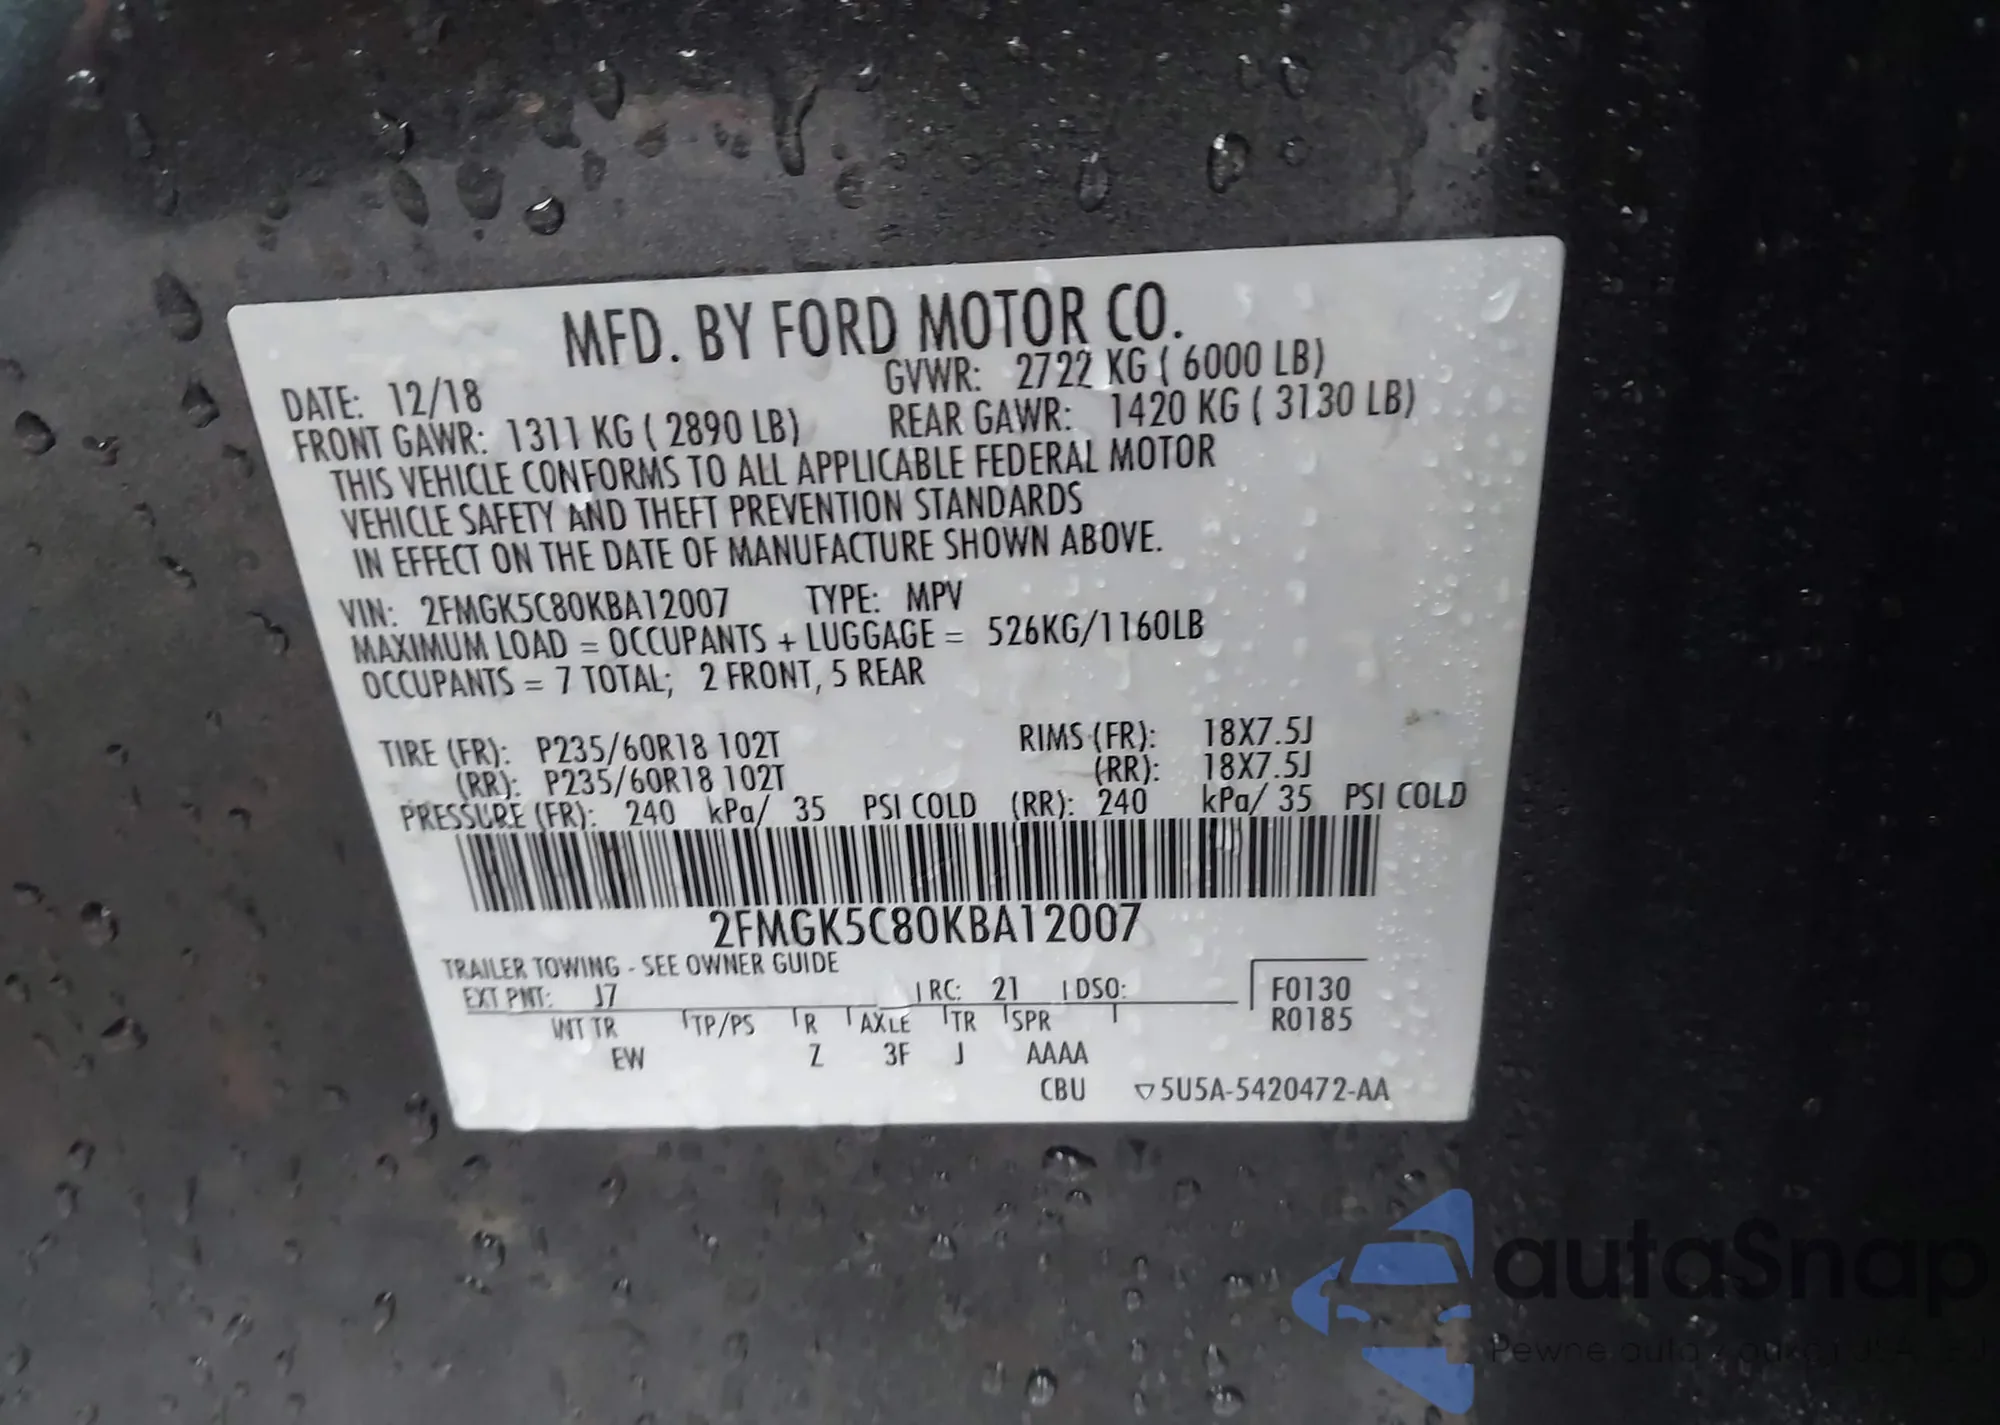 MFD. BY FORD MOTOR CO.
DATE: 12/18 GVWR: 2722 KG ( 6000 LB)
FRONT GAWR: 1311 KG ( 2890 LB) REAR GAWR: 1420 KG ( 3130 LB)
THIS VEHICLE CONFORMS TO ALL APPLICABLE FEDERAL MOTOR
VEHICLE SAFETY AND THEFT PREVENTION STANDARDS
IN EFFECT ON THE DATE OF MANUFACTURE SHOWN ABOVE.
VIN: 2FMGK5C80KBA12007 TYPE: MPV
MAXIMUM LOAD = OCCUPANTS + LUGGAGE = 526KG/1160LB
OCCUPANTS = 7 TOTAL; 2 FRONT, 5 REAR
TIRE (FR): P235/60R18 102T RIMS (FR): 18X7.5J
(RR): P235/60R18 102T (RR): 18X7.5J
PRESSURE (FR): 240 kPa/ 35 PSI COLD (RR): 240 kPa/ 35 PSI COLD
2FMGK5C80KBA12007
TRAILER TOWING - SEE OWNER GUIDE
EXT PNT: J7 RC: 21 DSO: F0130
INT TR TP/PS R AXLE TR SPR R0185
EW Z 3F J AAAA
CBU ▽5U5A-5420472-AA
autaSnap
Pewne auta z aukcji